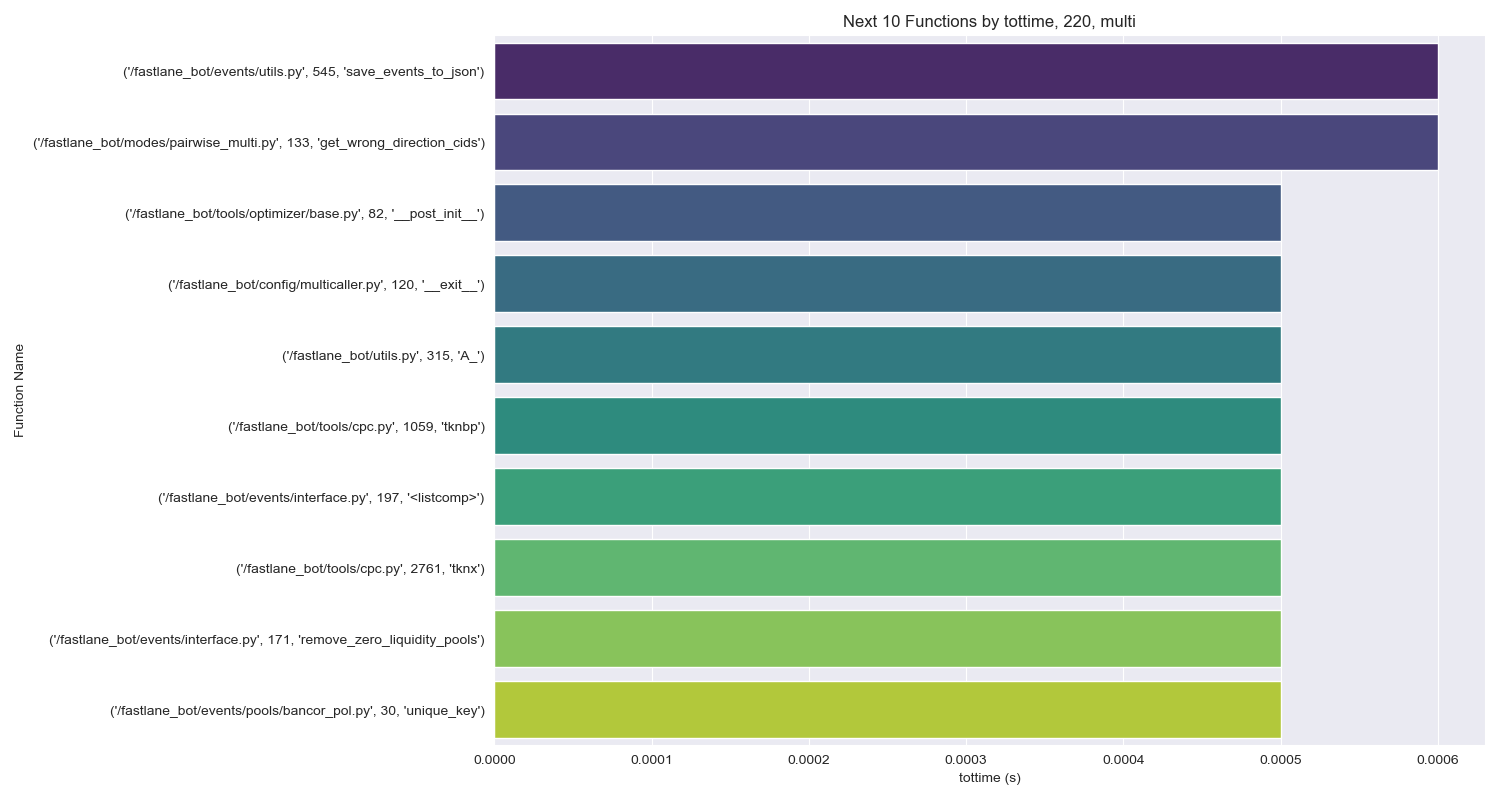 Next 10 Functions by tottime, 220, multi
('/fastlane_bot/events/utils.py', 545, 'save_events_to_json')
('/fastlane_bot/modes/pairwise_multi.py', 133, 'get_wrong_direction_cids')
('/fastlane_bot/tools/optimizer/base.py', 82, '__post_init__')
('/fastlane_bot/config/multicaller.py', 120, '__exit__')
('/fastlane_bot/utils.py', 315, 'A_')
('/fastlane_bot/tools/cpc.py', 1059, 'tknbp')
('/fastlane_bot/events/interface.py', 197, '<listcomp>')
('/fastlane_bot/tools/cpc.py', 2761, 'tknx')
('/fastlane_bot/events/interface.py', 171, 'remove_zero_liquidity_pools')
('/fastlane_bot/events/pools/bancor_pol.py', 30, 'unique_key')
Function Name
0.0000 0.0001 0.0002 0.0003 0.0004 0.0005 0.0006
tottime (s)